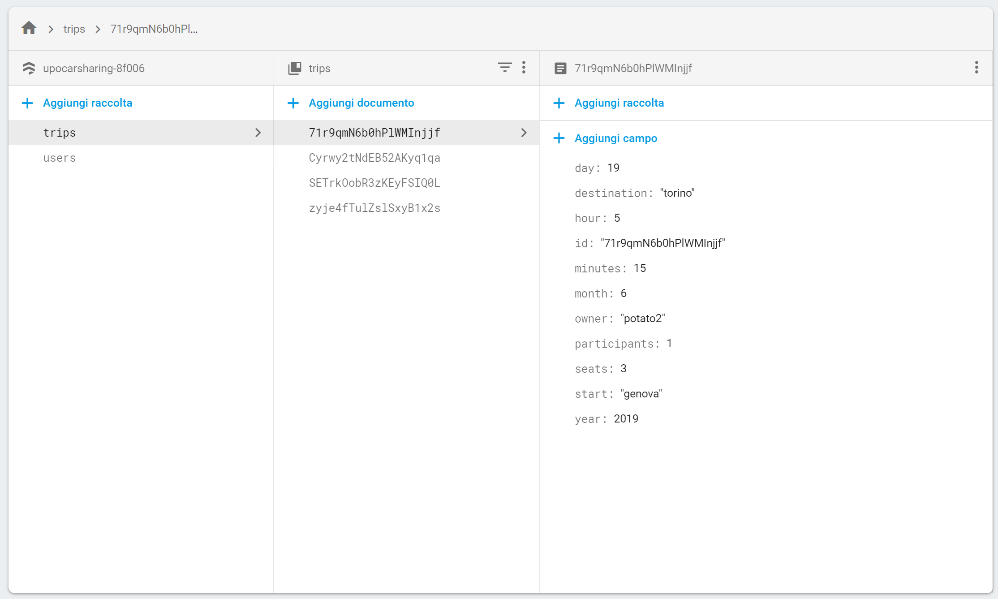 trips
71r9qmN6b0hPl...
upocarsharing-8f006
Aggiungi raccolta
trips
users
trips
Aggiungi documento
71r9qmN6b0hPlWMInjjf
Cyrwy2tNdEB52AKyq1qa
SETrkOobR3zKEyFSIQ0L
zyje4fTulZslSxyB1x2s
71r9qmN6b0hPlWMInjjf
Aggiungi raccolta
Aggiungi campo
day: 19
destination: "torino"
hour: 5
id: "71r9qmN6b0hPlWMInjjf"
minutes: 15
month: 6
owner: "potato2"
participants: 1
seats: 3
start: "genova"
year: 2019